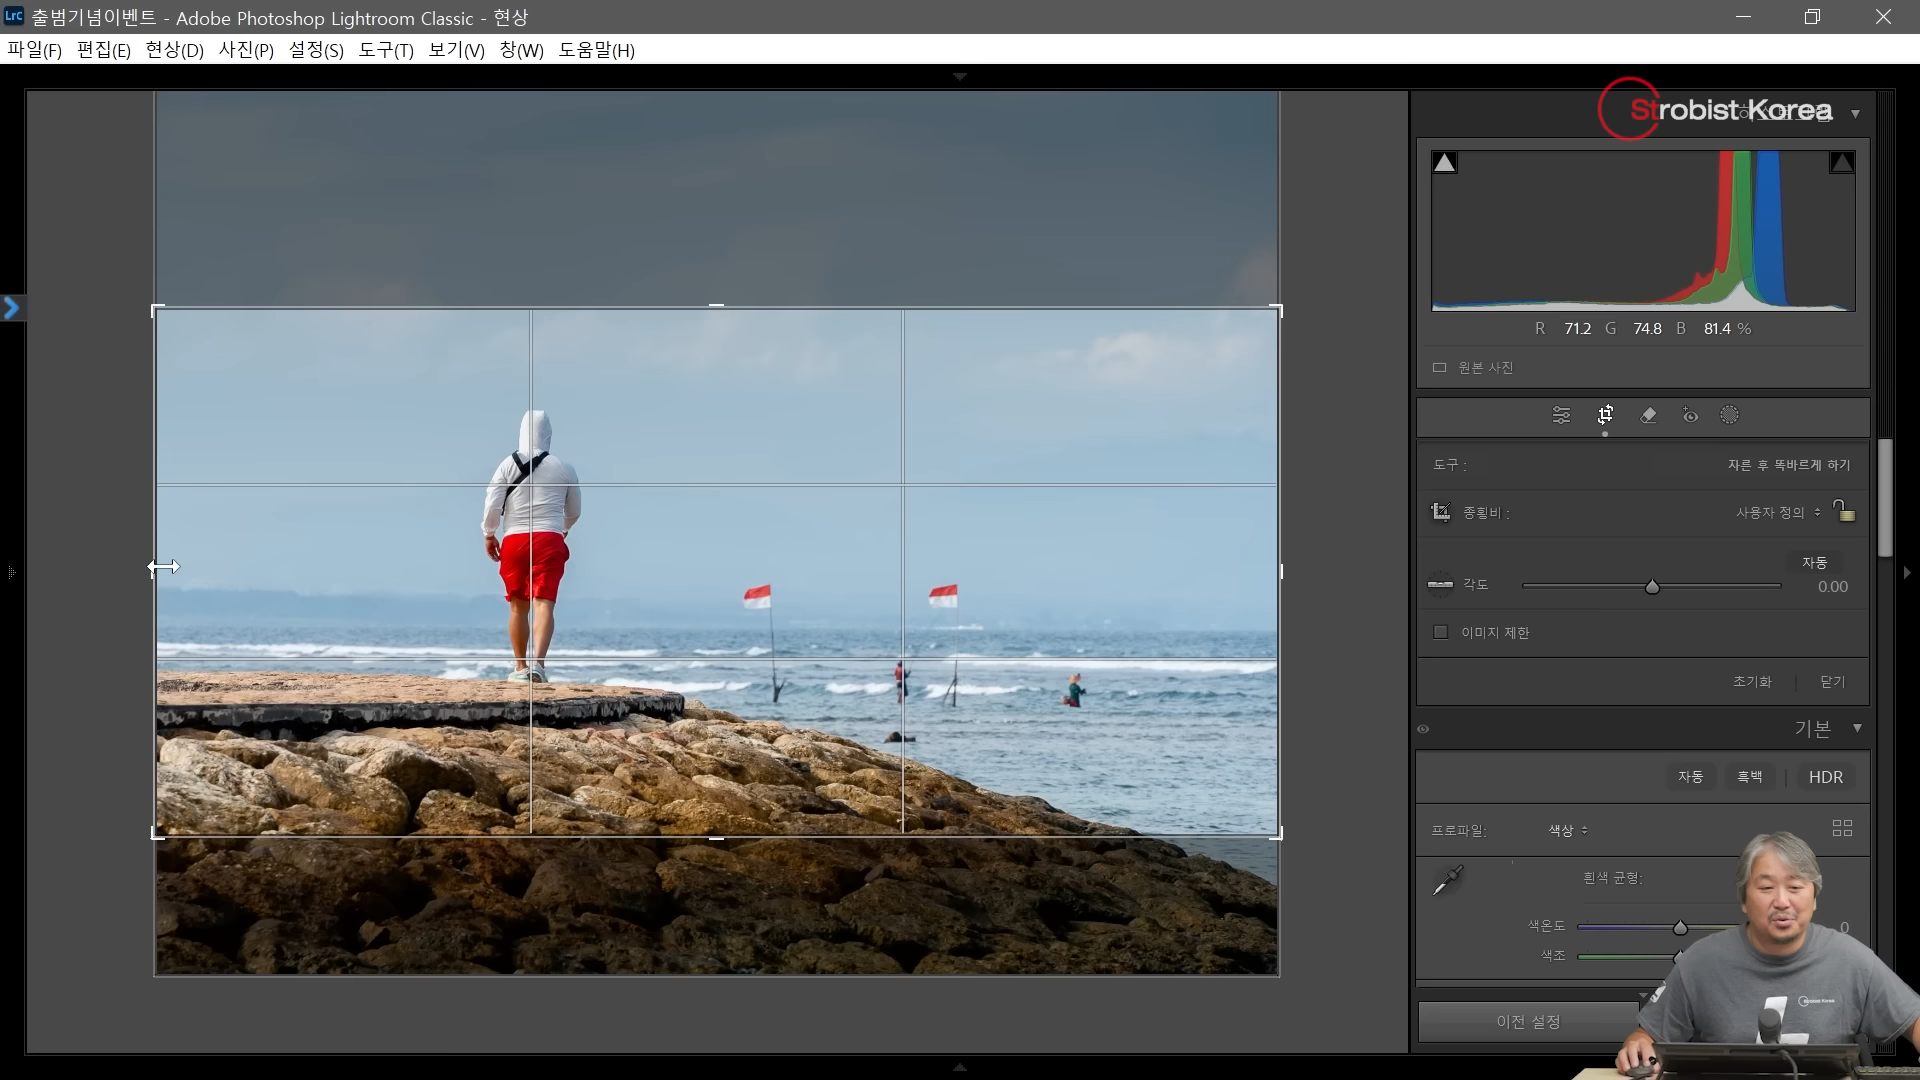 LrC 출범기념이벤트 - Adobe Photoshop Lightroom Classic - 현상
파일(F) 편집(E) 현상(D) 사진(P) 설정(S) 도구(T) 보기(V) 창(W) 도움말(H)
Strobist Korea
R 71.2 G 74.8 B 81.4 %
원본 사진
도구 : 자른 후 똑바르게 하기
종횡비 : 사용자 정의
자동
각도 0.00
이미지 제한
초기화 닫기
기본
자동 흑백 HDR
프로파일: 색상
흰색 균형:
색온도 0
색조
이전 설정